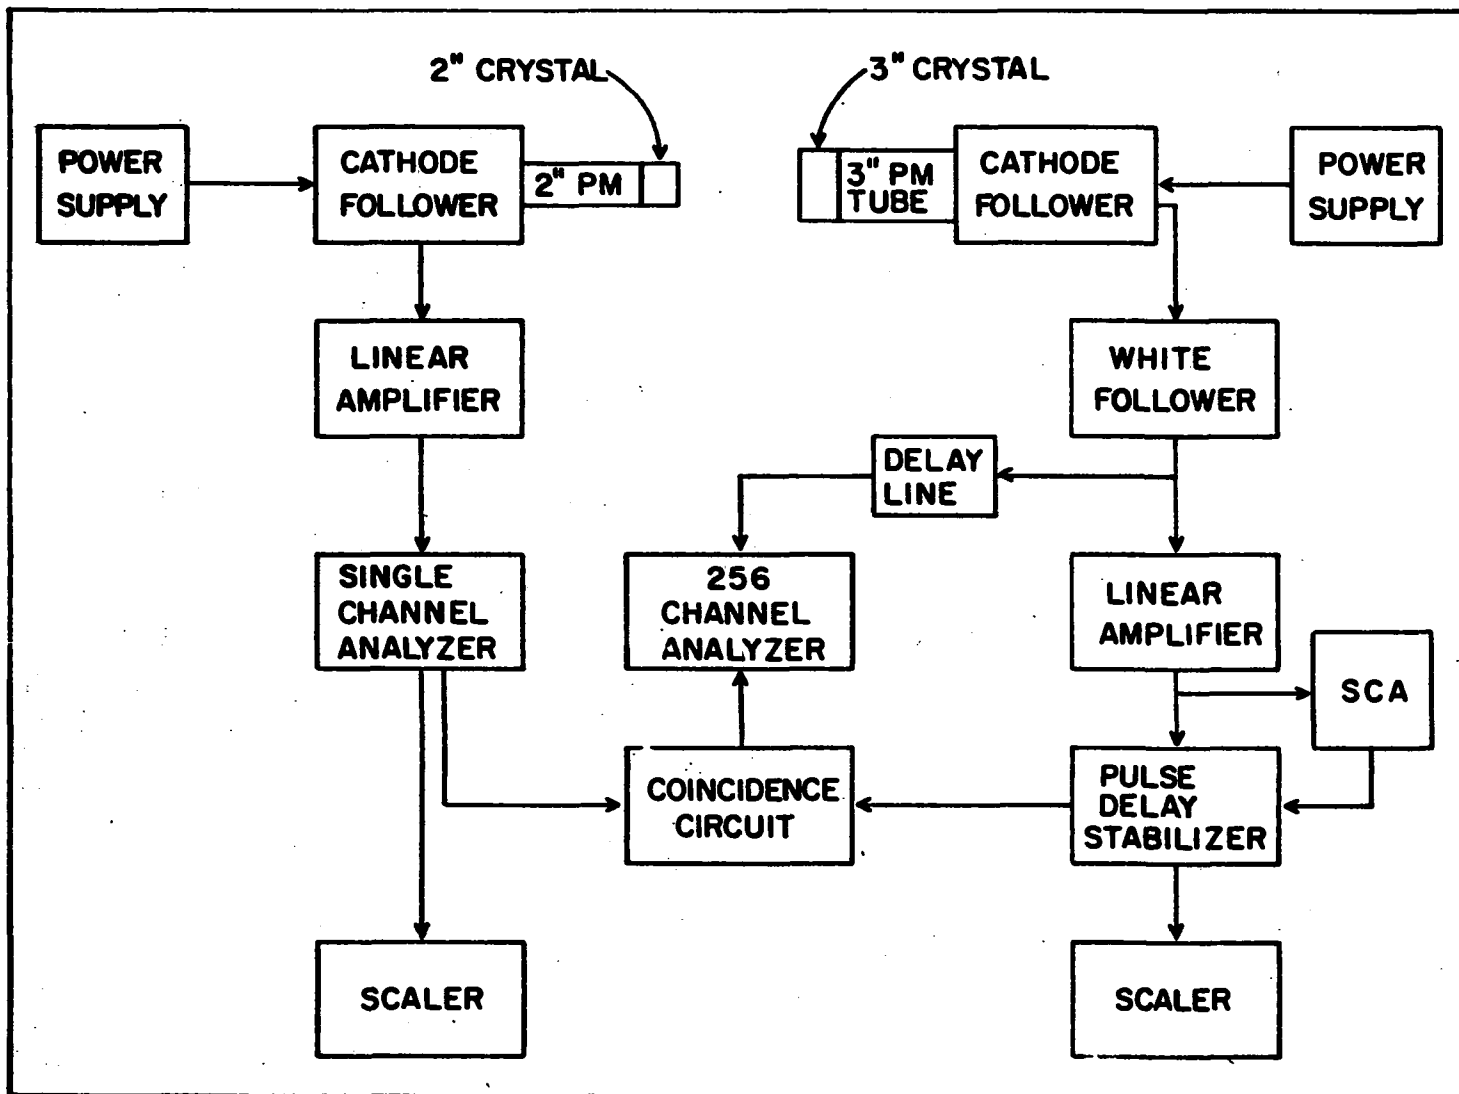 2" CRYSTAL
3" CRYSTAL
POWER
SUPPLY
CATHODE
FOLLOWER
2" PM
3" PM
TUBE
CATHODE
FOLLOWER
POWER
SUPPLY
LINEAR
AMPLIFIER
WHITE
FOLLOWER
DELAY
LINE
SINGLE
CHANNEL
ANALYZER
256
CHANNEL
ANALYZER
LINEAR
AMPLIFIER
SCA
COINCIDENCE
CIRCUIT
PULSE
DELAY
STABILIZER
SCALER
SCALER